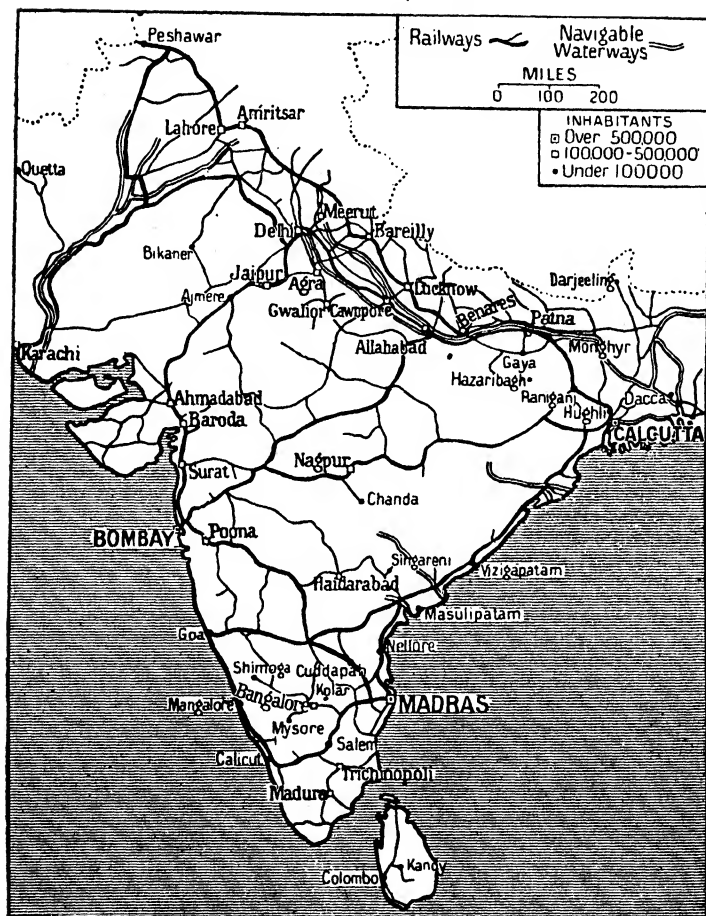 Railways
Navigable
Waterways
MILES
0 100 200
INHABITANTS
Over 500,000
100,000-500,000
Under 100000
Peshawar
Amritsar
Lahore
Quetta
Meerut
Delhi
Bareilly
Bikaner
Jaipur
Agra
Lucknow
Darjeeling
Ajmere
Gwalior
Cawnpore
Benares
Patna
Karachi
Allahabad
Gaya
Monghyr
Hazaribagh
Ahmadabad
Raniganj
Dacca
Hughli
Baroda
CALCUTTA
Surat
Nagpur
Chanda
BOMBAY
Poona
Singareni
Haidarabad
Vizigapatam
Masulipatam
Goa
Nellore
Shimoga
Cuddapah
Kolar
Bangalore
Mangalore
MADRAS
Mysore
Salem
Calicut
Trichinopoli
Madura
Kandy
Colombo